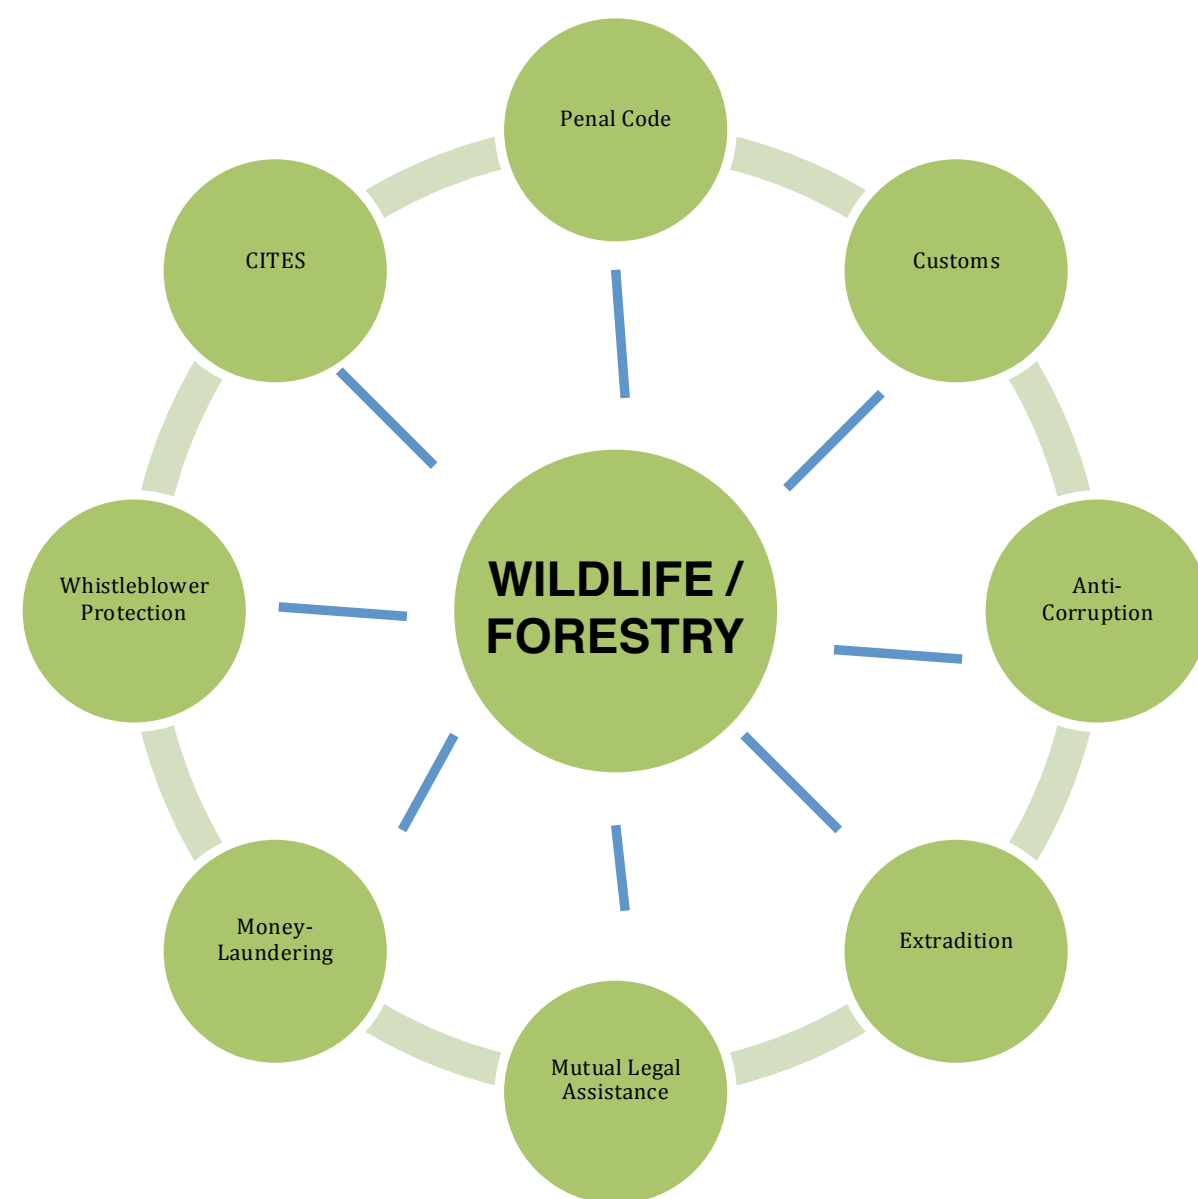 Penal Code
CITES
Customs
WILDLIFE /
FORESTRY
Whistleblower
Protection
Anti-
Corruption
Money-
Laundering
Extradition
Mutual Legal
Assistance